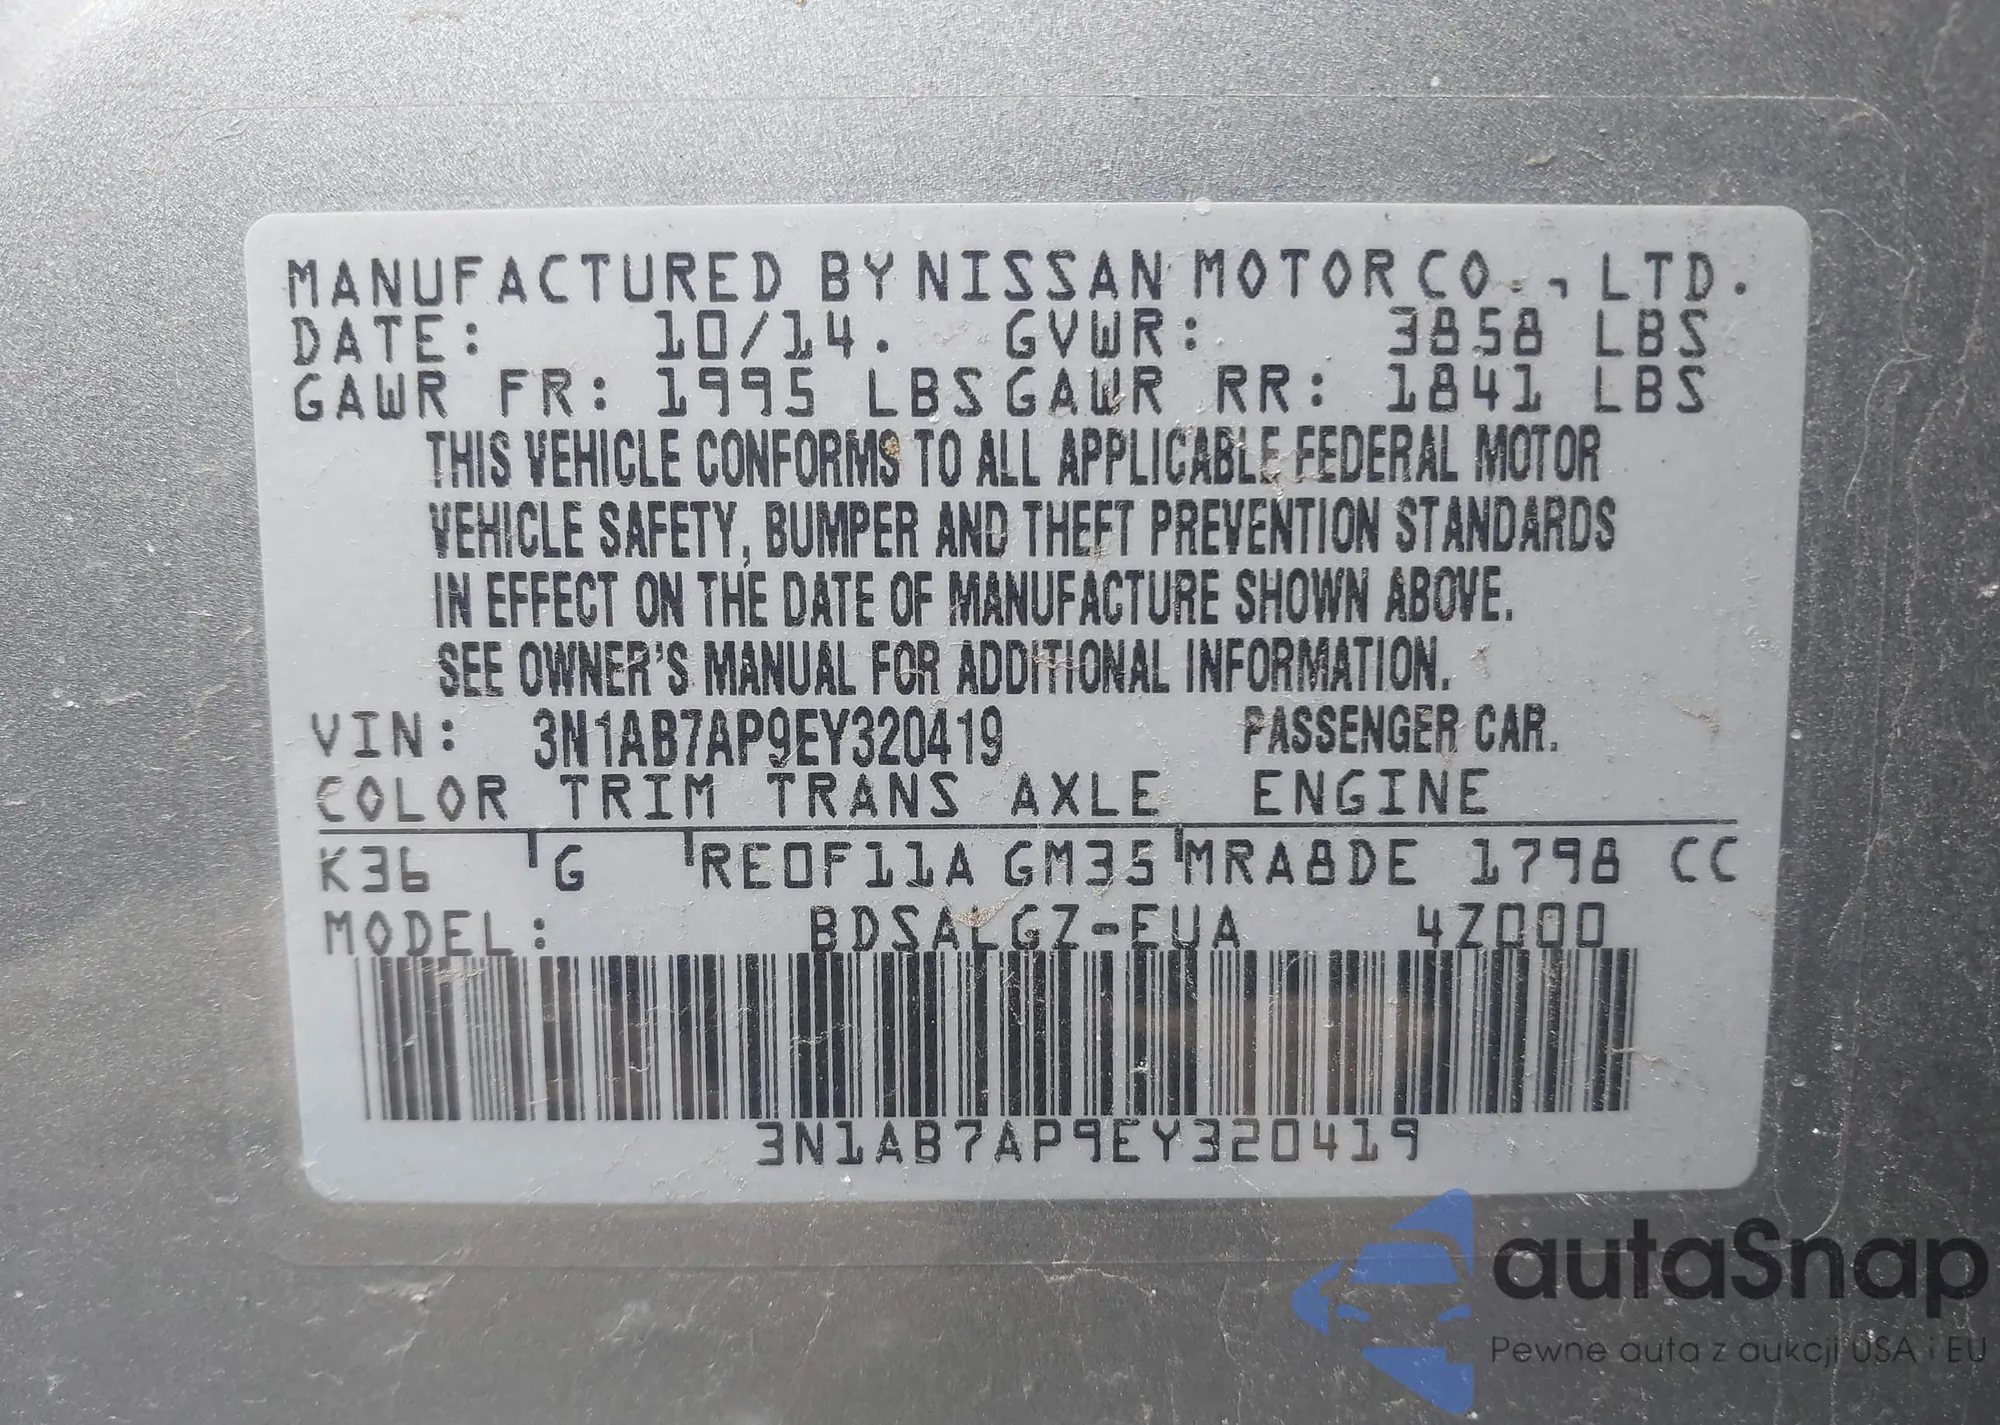 MANUFACTURED BY NISSAN MOTOR CO., LTD.
DATE: 10/14. GVWR: 3858 LBS
GAWR FR: 1995 LBS GAWR RR: 1841 LBS
THIS VEHICLE CONFORMS TO ALL APPLICABLE FEDERAL MOTOR
VEHICLE SAFETY, BUMPER AND THEFT PREVENTION STANDARDS
IN EFFECT ON THE DATE OF MANUFACTURE SHOWN ABOVE.
SEE OWNER'S MANUAL FOR ADDITIONAL INFORMATION.
VIN: 3N1AB7AP9EY320419 PASSENGER CAR.
COLOR TRIM TRANS AXLE ENGINE
K36 G RE0F11A GM35 MRA8DE 1798 CC
MODEL: BDSALGZ-EUA 4Z000
3N1AB7AP9EY320419
autaSnap
Pewne auta z aukcji USA i EU